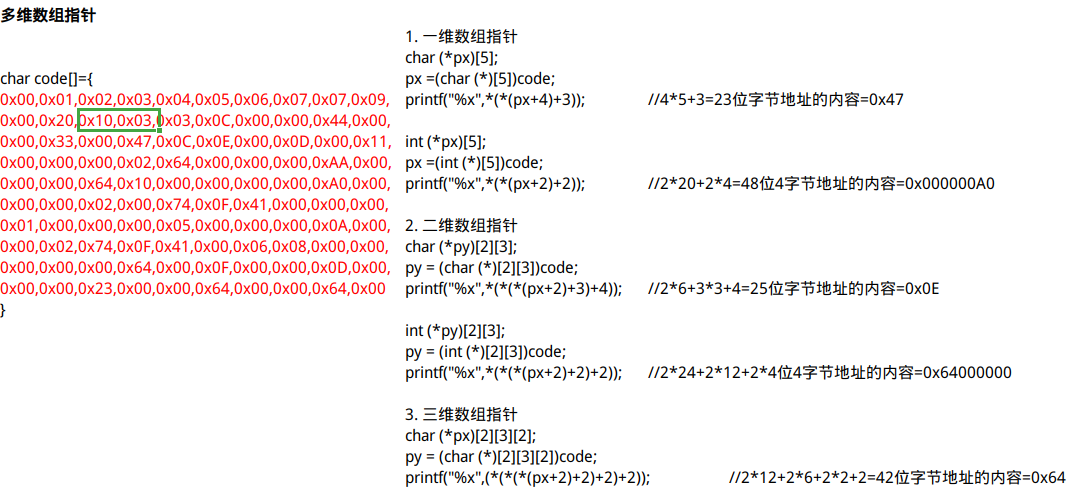 多维数组指针
char code[]={
0x00,0x01,0x02,0x03,0x04,0x05,0x06,0x07,0x07,0x09,
0x00,0x20,0x10,0x03,0x03,0x0C,0x00,0x00,0x44,0x00,
0x00,0x33,0x00,0x47,0x0C,0x0E,0x00,0x0D,0x00,0x11,
0x00,0x00,0x00,0x02,0x64,0x00,0x00,0x00,0xAA,0x00,
0x00,0x00,0x64,0x10,0x00,0x00,0x00,0x00,0xA0,0x00,
0x00,0x00,0x02,0x00,0x74,0x0F,0x41,0x00,0x00,0x00,
0x01,0x00,0x00,0x00,0x05,0x00,0x00,0x00,0x0A,0x00,
0x00,0x02,0x74,0x0F,0x41,0x00,0x06,0x08,0x00,0x00,
0x00,0x00,0x00,0x64,0x00,0x0F,0x00,0x00,0x0D,0x00,
0x00,0x00,0x23,0x00,0x00,0x64,0x00,0x00,0x64,0x00
}
1. 一维数组指针
char (*px)[5];
px =(char (*)[5])code;
printf("%x",*(*(px+4)+3)); //4*5+3=23位字节地址的内容=0x47
int (*px)[5];
px =(int (*)[5])code;
printf("%x",*(*(px+2)+2)); //2*20+2*4=48位4字节地址的内容=0x000000A0
2. 二维数组指针
char (*py)[2][3];
py = (char (*)[2][3])code;
printf("%x",*(*(*(px+2)+3)+4)); //2*6+3*3+4=25位字节地址的内容=0x0E
int (*py)[2][3];
py = (int (*)[2][3])code;
printf("%x",*(*(*(px+2)+2)+2)); //2*24+2*12+2*4位4字节地址的内容=0x64000000
3. 三维数组指针
char (*px)[2][3][2];
py = (char (*)[2][3][2])code;
printf("%x",(*(*(*(px+2)+2)+2)+2)); //2*12+2*6+2*2+2=42位字节地址的内容=0x64